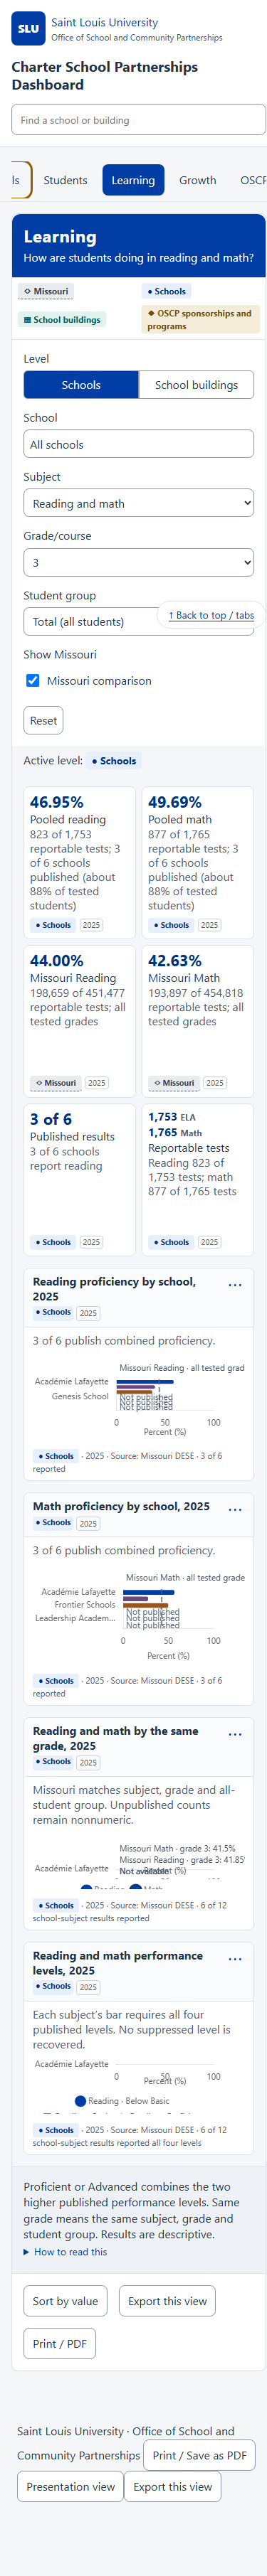 SLU
Saint Louis University
Office of School and Community Partnerships
Charter School Partnerships
Dashboard
Find a school or building
ls
Students
Learning
Growth
OSCP
Learning
How are students doing in reading and math?
Missouri
Schools
School buildings
OSCP sponsorships and
programs
Level
Schools
School buildings
School
All schools
Subject
Reading and math
Grade/course
3
Student group
↑ Back to top / tabs
Total (all students)
Show Missouri
Missouri comparison
Reset
Active level: ● Schools
46.95%
Pooled reading
823 of 1,753
reportable tests; 3
of 6 schools
published (about
88% of tested
students)
Schools 2025
49.69%
Pooled math
877 of 1,765
reportable tests; 3
of 6 schools
published (about
88% of tested
students)
Schools 2025
44.00%
Missouri Reading
198,659 of 451,477
reportable tests; all
tested grades
Missouri 2025
42.63%
Missouri Math
193,897 of 454,818
reportable tests; all
tested grades
Missouri 2025
3 of 6
Published results
3 of 6 schools
report reading
Schools 2025
1,753 ELA
1,765 Math
Reportable tests
Reading 823 of
1,753 tests; math
877 of 1,765 tests
Schools 2025
Reading proficiency by school,
2025
...
Schools 2025
3 of 6 publish combined proficiency.
Missouri Reading · all tested grad
Académie Lafayette
Genesis School
Not published
Not published
Not published
0 50 100
Percent (%)
Schools · 2025 · Source: Missouri DESE · 3 of 6
reported
Math proficiency by school, 2025
...
Schools 2025
3 of 6 publish combined proficiency.
Missouri Math · all tested grade
Académie Lafayette
Frontier Schools
Not published
Leadership Academ...
Not published
Not published
0 50 100
Percent (%)
Schools · 2025 · Source: Missouri DESE · 3 of 6
reported
Reading and math by the same
grade, 2025
...
Schools 2025
Missouri matches subject, grade and all-
student group. Unpublished counts
remain nonnumeric.
Missouri Math · grade 3: 41.5%
Missouri Reading · grade 3: 41.85
Académie Lafayette
Not available
Percent (%)
Schools · 2025 · Source: Missouri DESE · 6 of 12
school-subject results reported
Reading and math performance
levels, 2025
...
Schools 2025
Each subject's bar requires all four
published levels. No suppressed level is
recovered.
Académie Lafayette
0 50 100
Percent (%)
Reading · Below Basic
Schools · 2025 · Source: Missouri DESE · 6 of 12
school-subject results reported all four levels
Proficient or Advanced combines the two
higher published performance levels. Same
grade means the same subject, grade and
student group. Results are descriptive.
▶ How to read this
Sort by value
Export this view
Print / PDF
Saint Louis University · Office of School and
Community Partnerships
Print / Save as PDF
Presentation view
Export this view